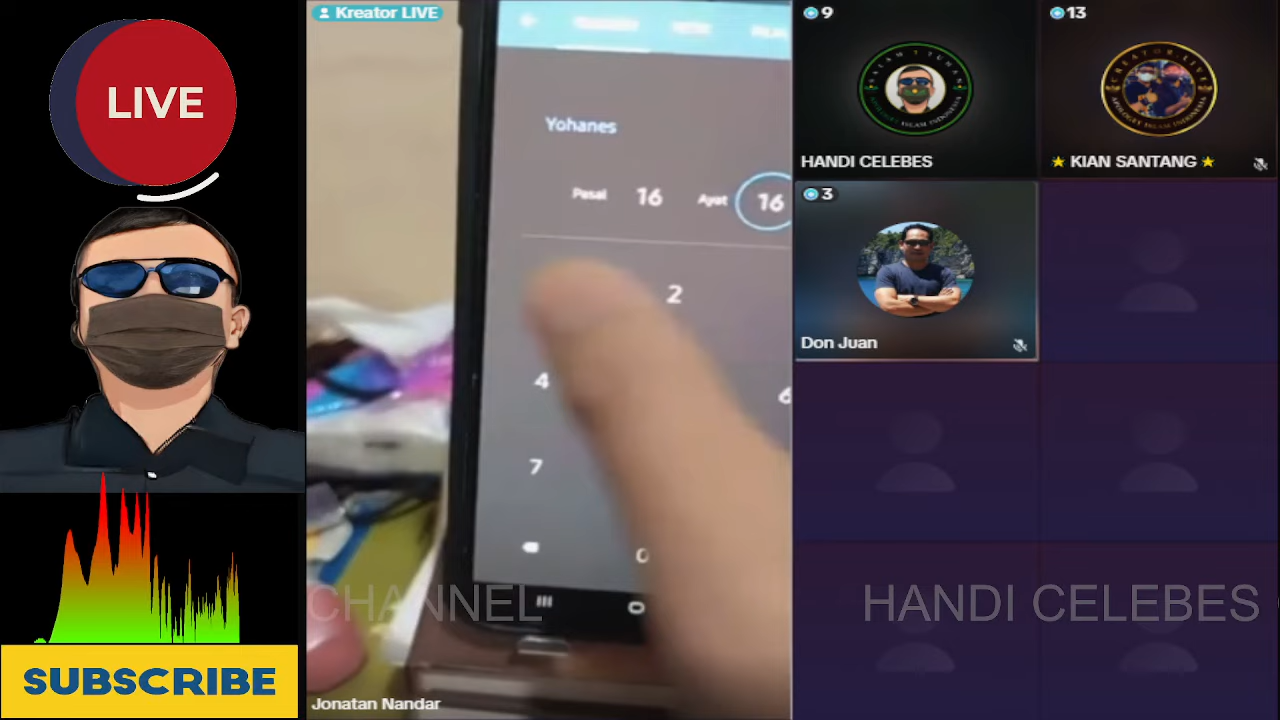 LIVE
SUBSCRIBE
Kreator LIVE
Yohanes
Pasal 16 Ayat 16
2
4
6
7
0
CHANNEL HANDI CELEBES
Jonatan Nandar
9
HANDI CELEBES
13
KIAN SANTANG
3
Don Juan